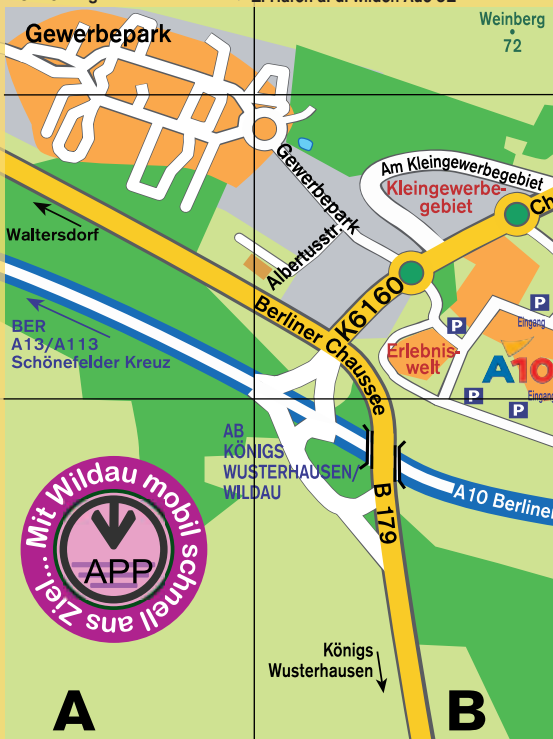 Weinberg
72
Gewerbepark
Am Kleingewerbegebiet
Kleingewerbe-
gebiet
Gewerbepark
Albertusstr.
Waltersdorf
K6160
Berliner Chaussee
BER
A13/A113
Schönefelder Kreuz
P
Eingang
P
Erlebnis-
welt
A10
P
P
Eingang
AB
KÖNIGS
WUSTERHAUSEN/
WILDAU
A10 Berliner
B 179
Mit Wildau mobil schnell ans Ziel....
APP
Königs
Wusterhausen
A
B